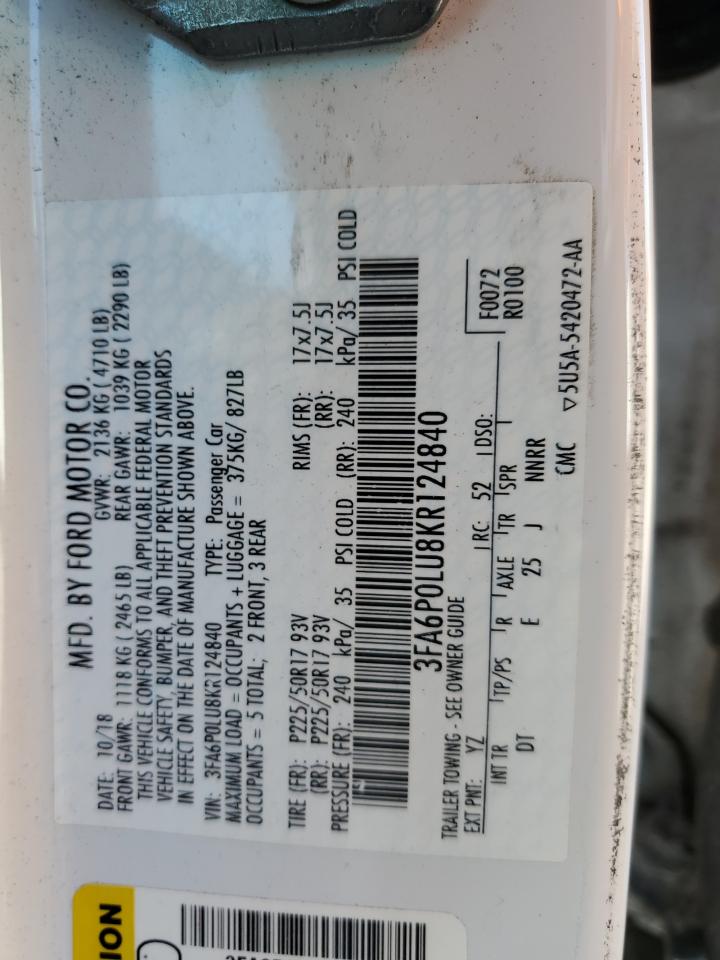 MFD. BY FORD MOTOR CO.
DATE: 10/18 GVWR: 2136 KG ( 4710 LB)
FRONT GAWR: 1118 KG ( 2465 LB) REAR GAWR: 1039 KG ( 2290 LB)
THIS VEHICLE CONFORMS TO ALL APPLICABLE FEDERAL MOTOR
VEHICLE SAFETY, BUMPER, AND THEFT PREVENTION STANDARDS
IN EFFECT ON THE DATE OF MANUFACTURE SHOWN ABOVE.
VIN: 3FA6P0LU8KR124840 TYPE: Passenger Car
MAXIMUM LOAD = OCCUPANTS + LUGGAGE = 375KG/ 827LB
OCCUPANTS = 5 TOTAL; 2 FRONT, 3 REAR
TIRE (FR): P225/50R17 93V RIMS (FR): 17x7.5J
(RR): P225/50R17 93V (RR): 17x7.5J
PRESSURE (FR): 240 kPa/ 35 PSI COLD (RR): 240 kPa/ 35 PSI COLD
3FA6P0LU8KR124840
TRAILER TOWING - SEE OWNER GUIDE
EXT PNT: YZ RC: 52 DSO: F0072
R0100
INT TR TP/PS R AXLE TR SPR
DT E 25 J NNRR
CMC ▽5U5A-5420472-AA
ION